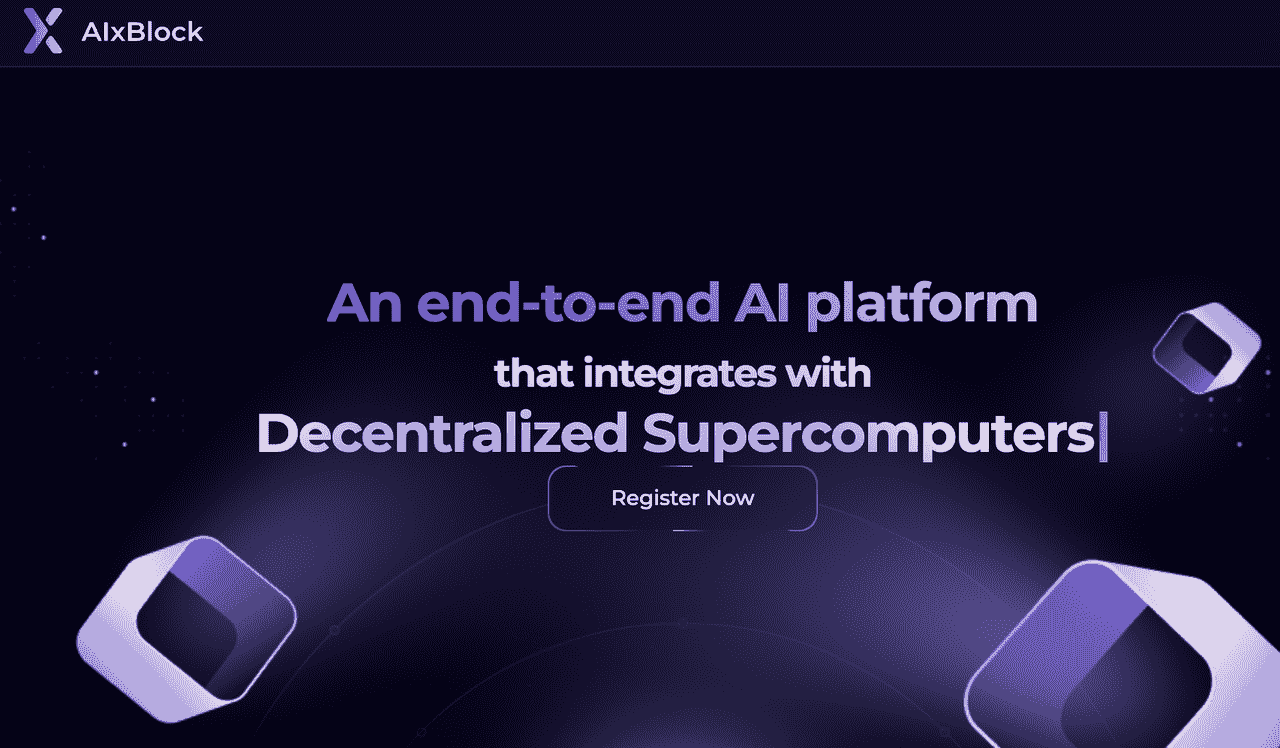 AIxBlock
An end-to-end AI platform
that integrates with
Decentralized Supercomputers|
Register Now